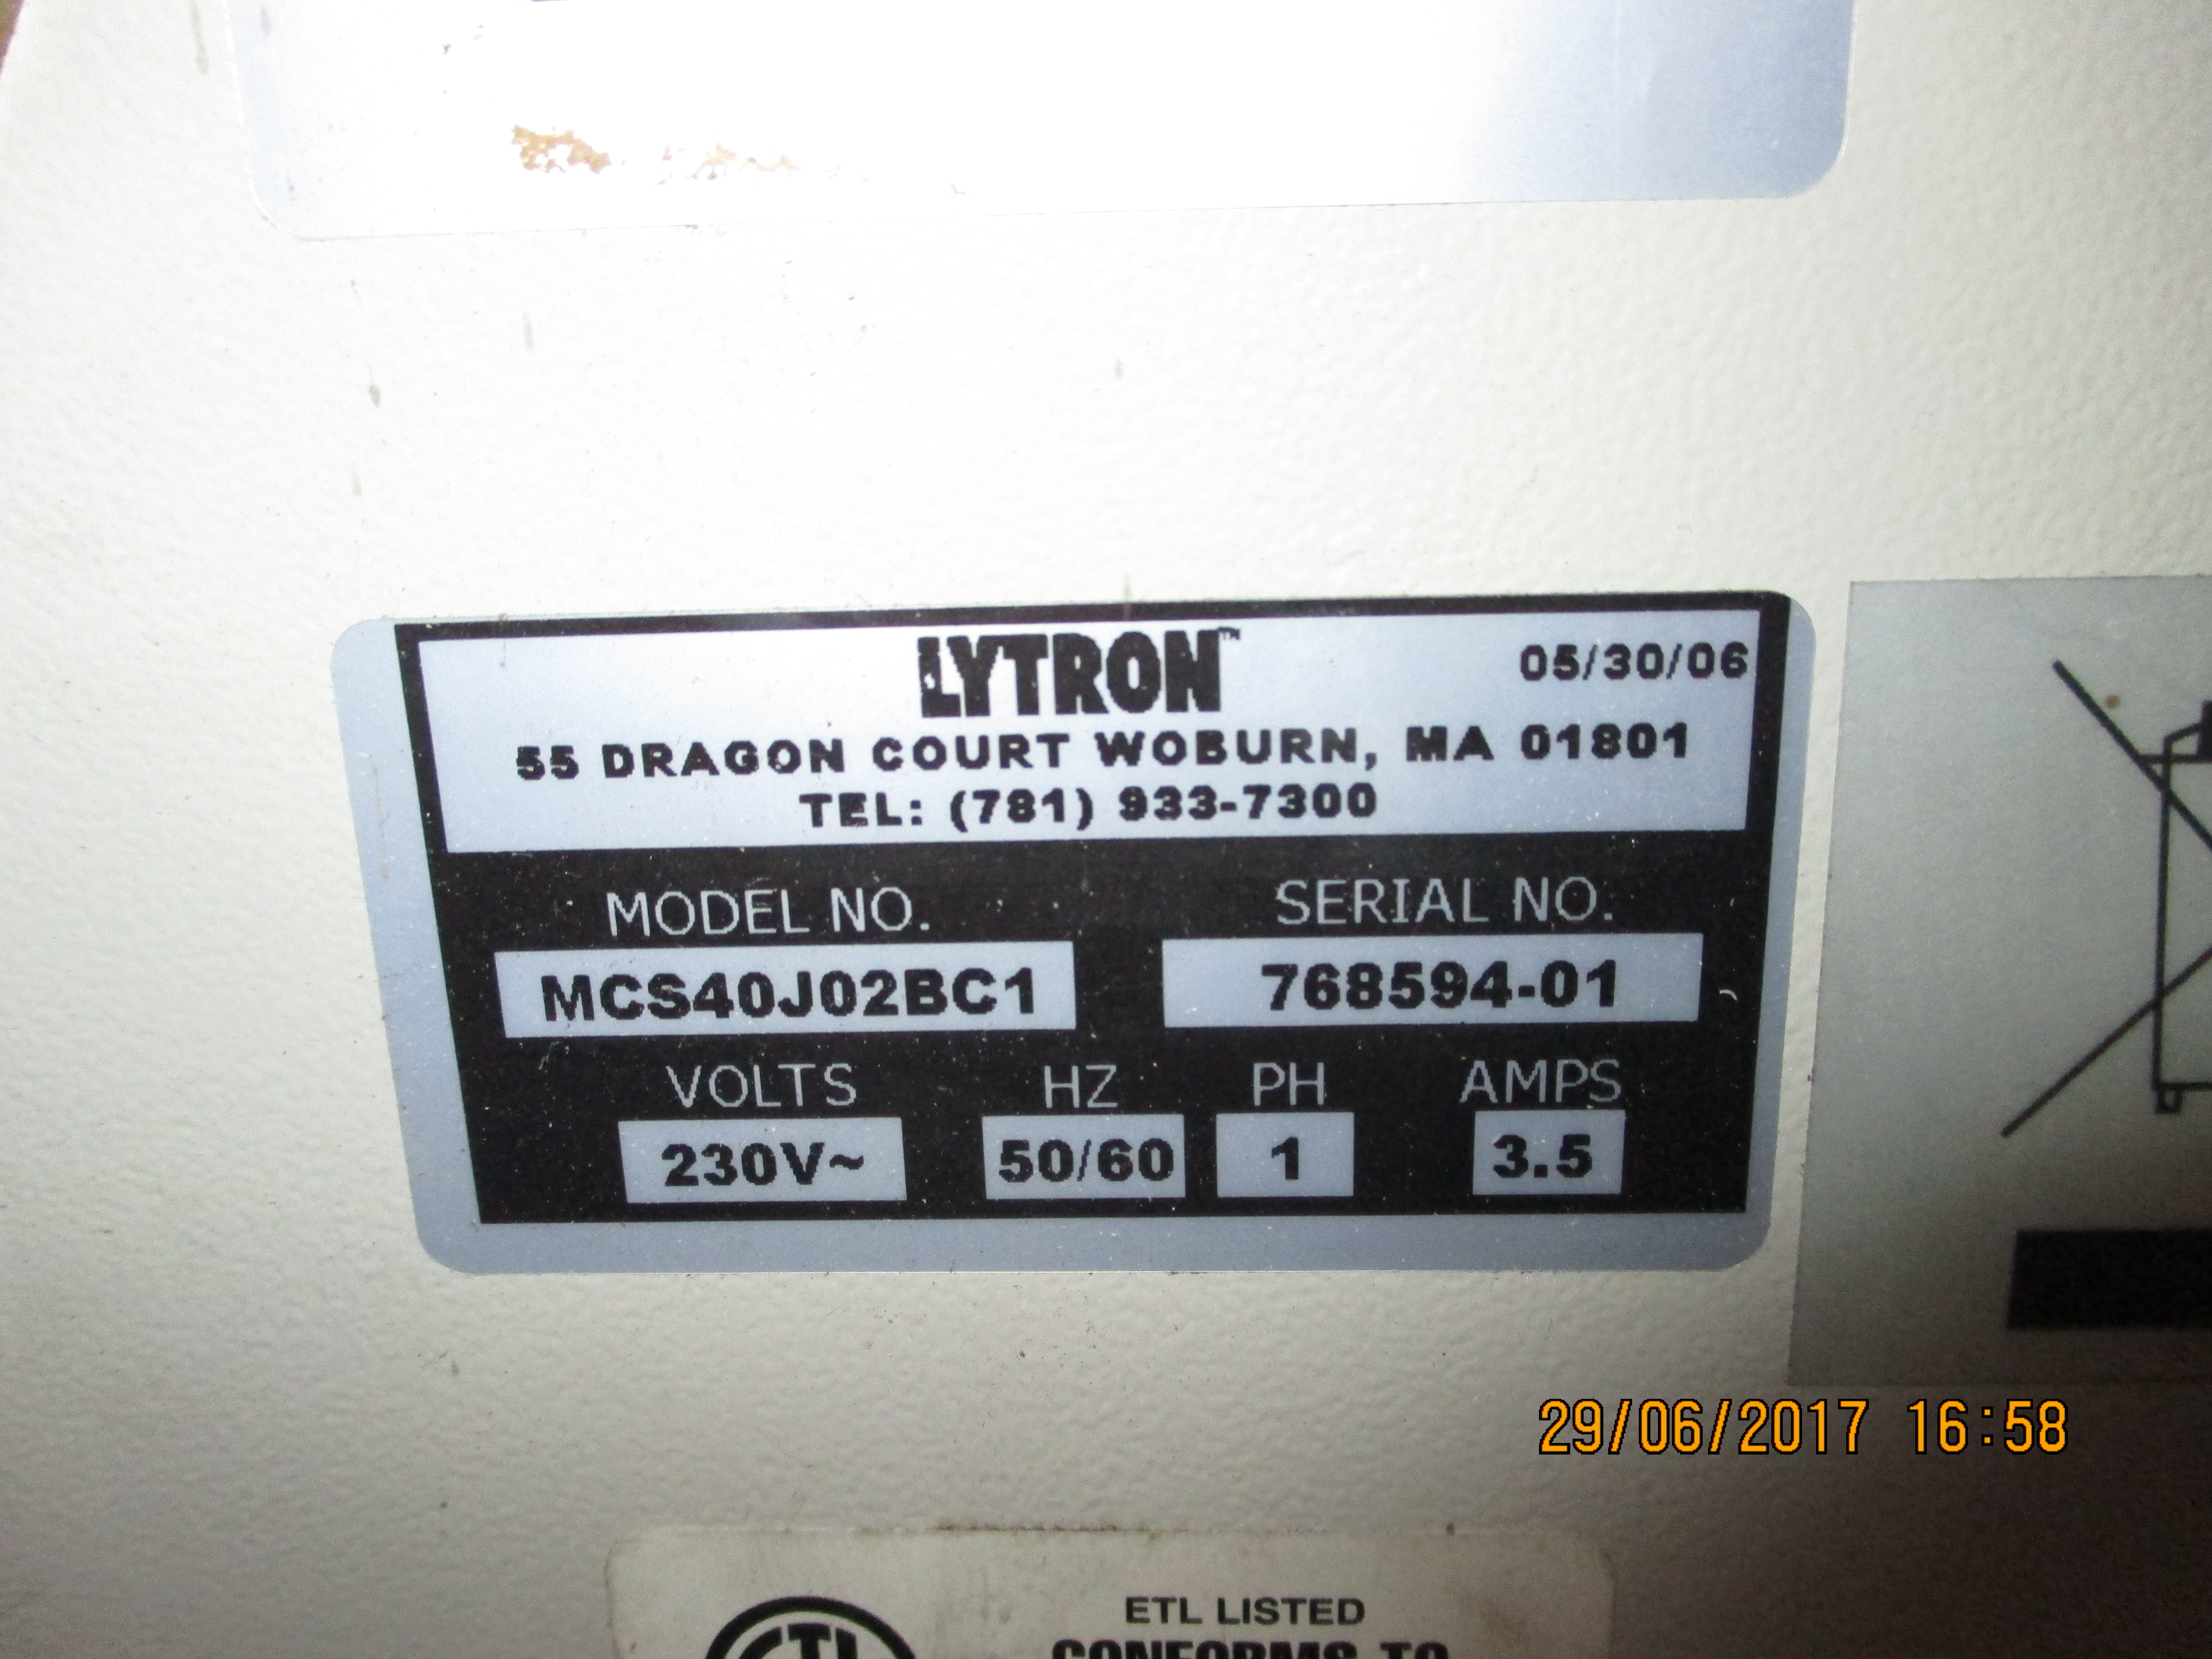 LYTRON™ 05/30/06
55 DRAGON COURT WOBURN, MA 01801
TEL: (781) 933-7300
MODEL NO. SERIAL NO.
MCS40J02BC1 768594-01
VOLTS HZ PH AMPS
230V~ 50/60 1 3.5
29/06/2017 16:58
ETL LISTED
CONFORMS TO